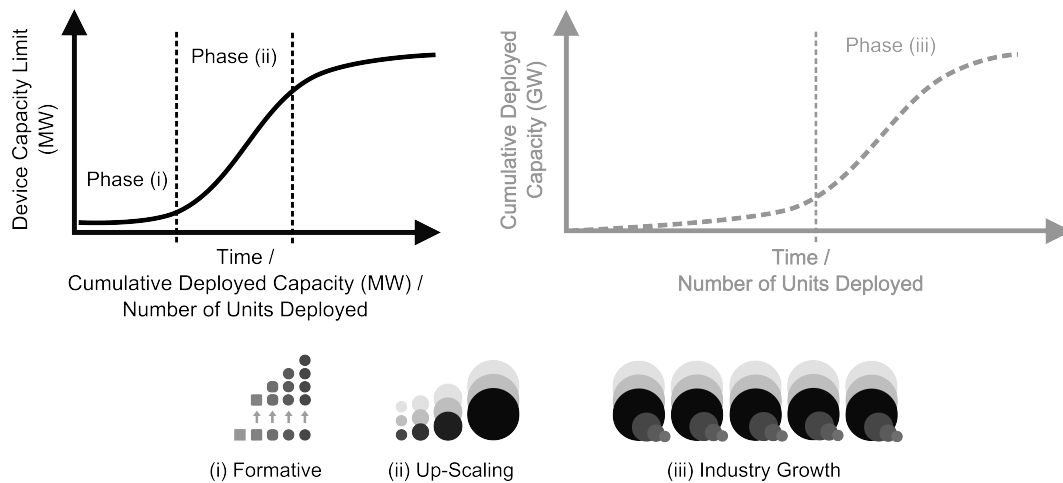 Device Capacity Limit
(MW)
Phase (i)
Phase (ii)
Time /
Cumulative Deployed Capacity (MW) /
Number of Units Deployed
Cumulative Deployed
Capacity (GW)
Phase (iii)
Time /
Number of Units Deployed
(i) Formative
(ii) Up-Scaling
(iii) Industry Growth